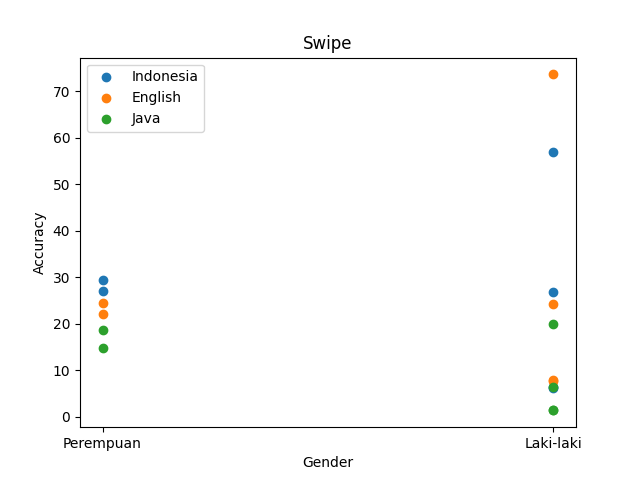 Swipe
Indonesia
English
Java
70
60
50
40
30
20
10
0
Accuracy
Perempuan
Laki-laki
Gender